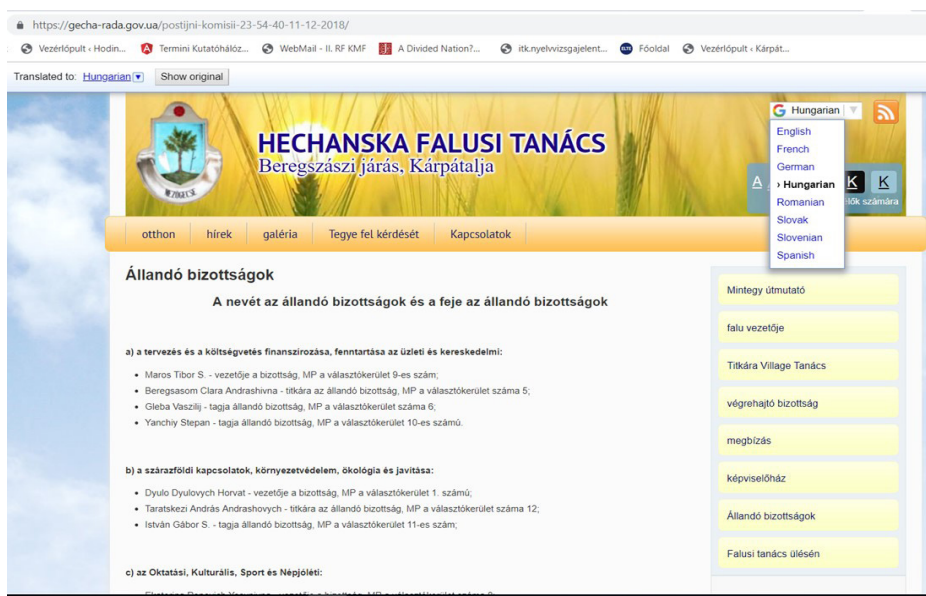 https://gecha-rada.gov.ua/postijni-komisii-23-54-40-11-12-2018/
Vezérlópult ‹ Hodin... Termini Kutatóhálóz... WebMail - II. RF KMF A Divided Nation?... itk.nyelvvizsgajelent... Főoldal Vezérlópult ‹ Kárpát...
Translated to: Hungarian Show original
Hungarian
English
French
German
› Hungarian
Romanian
Slovak
Slovenian
Spanish
HECHANSKA FALUSI TANÁCS
Beregszászi járás, Kárpátalja
MEZŐGECSE
A K K
lők számára
otthon hírek galéria Tegye fel kérdését Kapcsolatok
Állandó bizottságok
A nevét az állandó bizottságok és a feje az állandó bizottságok
a) a tervezés és a költségvetés finanszírozása, fenntartása az üzleti és kereskedelmi:
• Maros Tibor S. - vezetője a bizottság, MP a választókerület 9-es szám;
• Beregsasom Clara Andrashivna - titkára az állandó bizottság, MP a választókerület száma 5;
• Gleba Vaszilij - tagja állandó bizottság, MP a választókerület száma 6;
• Yanchiy Stepan - tagja állandó bizottság, MP a választókerület 10-es számú.
b) a szárazföldi kapcsolatok, környezetvédelem, ökológia és javítása:
• Dyulo Dyulovych Horvat - vezetője a bizottság, MP a választókerület 1. számú;
• Taratskezi András Andrashovych - titkára az állandó bizottság, MP a választókerület száma 12;
• István Gábor S. - tagja állandó bizottság, MP a választókerület 11-es szám;
c) az Oktatási, Kulturális, Sport és Népjóléti:
Mintegy útmutató
falu vezetője
Titkára Village Tanács
végrehajtó bizottság
megbízás
képviselőház
Állandó bizottságok
Falusi tanács ülésén